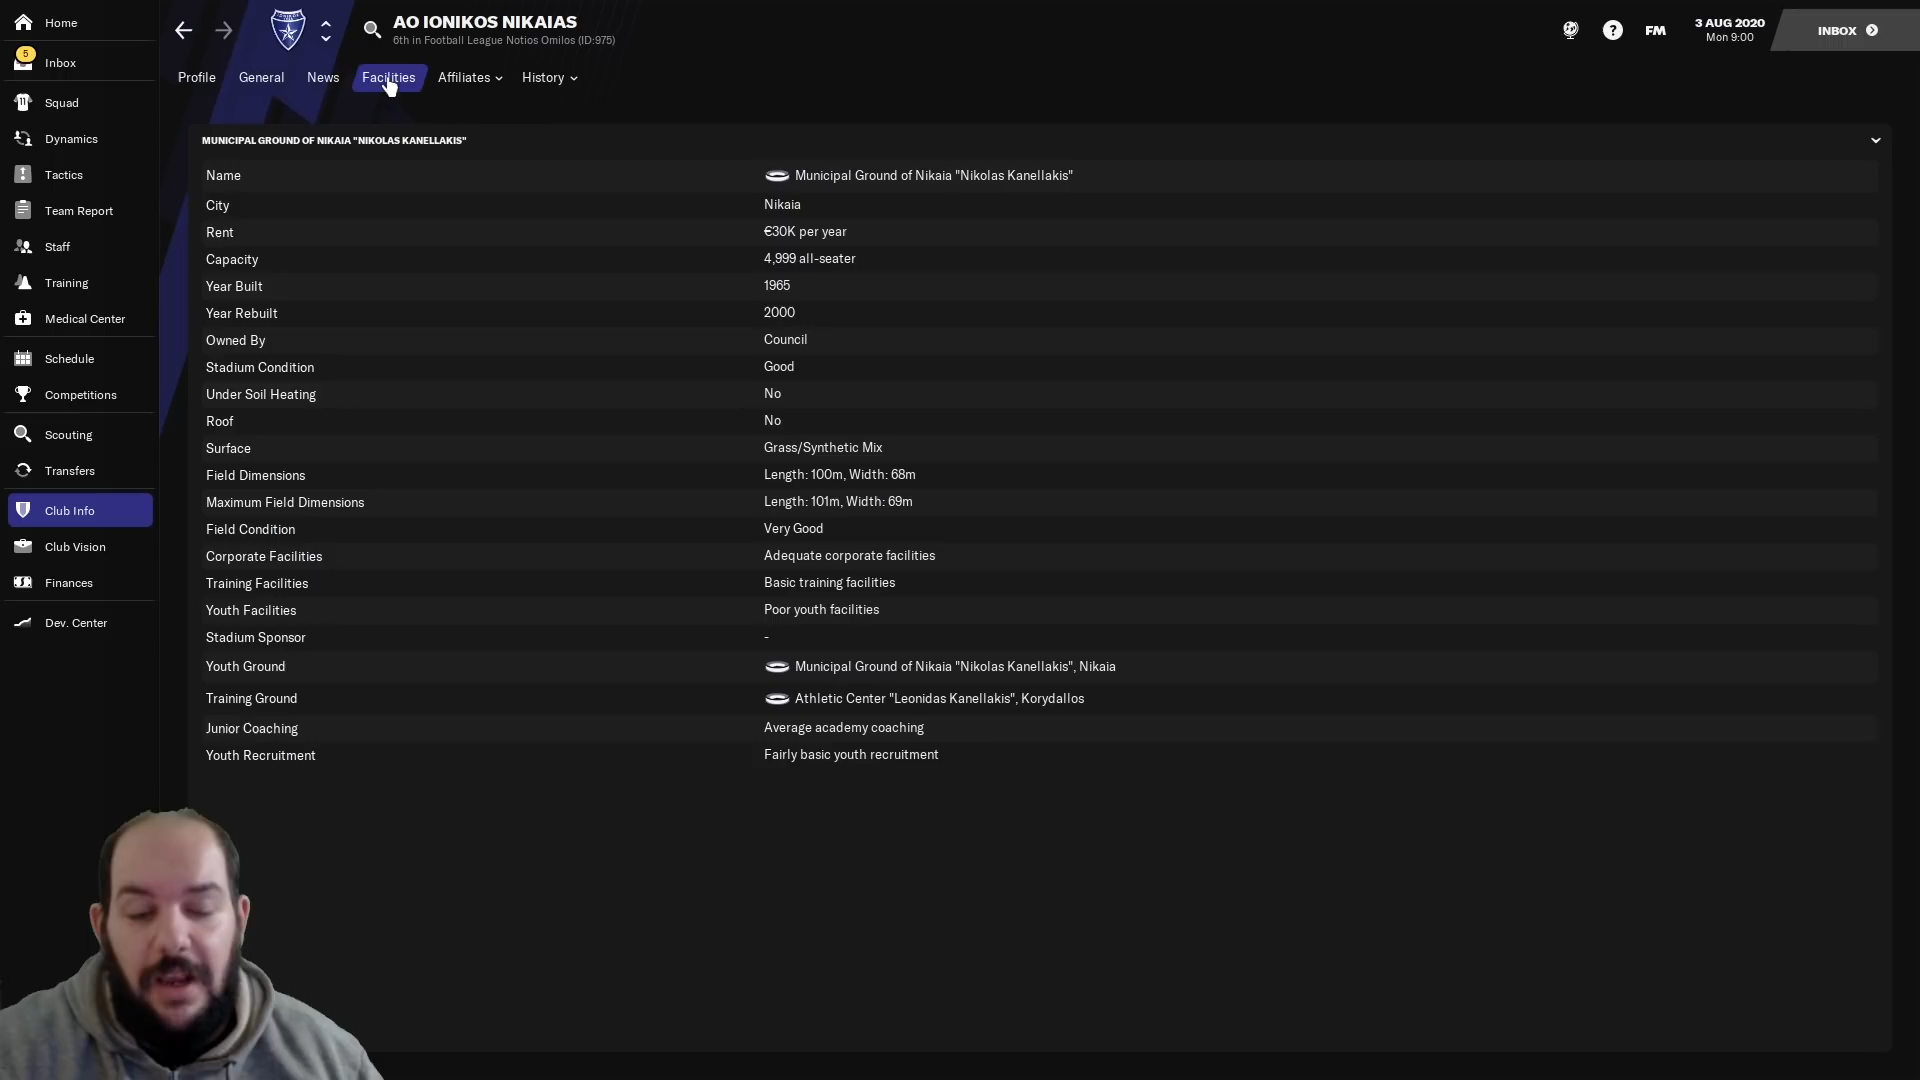 AO IONIKOS NIKAIAS
6th in Football League Notios Omilos (ID:975)
FM
3 AUG 2020
Mon 9:00
INBOX
Home
5
Inbox
Squad
Dynamics
Tactics
Team Report
Staff
Training
Medical Center
Schedule
Competitions
Scouting
Transfers
Club Info
Club Vision
Finances
Dev. Center
Profile General News Facilities Affiliates History
MUNICIPAL GROUND OF NIKAIA "NIKOLAS KANELLAKIS"
Name Municipal Ground of Nikaia "Nikolas Kanellakis"
City Nikaia
Rent €30K per year
Capacity 4,999 all-seater
Year Built 1965
Year Rebuilt 2000
Owned By Council
Stadium Condition Good
Under Soil Heating No
Roof No
Surface Grass/Synthetic Mix
Field Dimensions Length: 100m, Width: 68m
Maximum Field Dimensions Length: 101m, Width: 69m
Field Condition Very Good
Corporate Facilities Adequate corporate facilities
Training Facilities Basic training facilities
Youth Facilities Poor youth facilities
Stadium Sponsor -
Youth Ground Municipal Ground of Nikaia "Nikolas Kanellakis", Nikaia
Training Ground Athletic Center "Leonidas Kanellakis", Korydallos
Junior Coaching Average academy coaching
Youth Recruitment Fairly basic youth recruitment